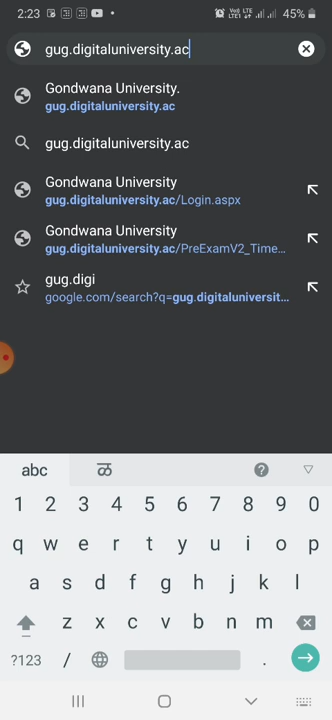 2:23
45%
gug.digitaluniversity.ac
Gondwana University.
gug.digitaluniversity.ac
gug.digitaluniversity.ac
Gondwana University
gug.digitaluniversity.ac/Login.aspx
Gondwana University
gug.digitaluniversity.ac/PreExamV2_Time...
gug.digi
google.com/search?q=gug.digitaluniversit...
abc
1 2 3 4 5 6 7 8 9 0
q w e r t y u i o p
a s d f g h j k l
z x c v b n m
?123 / .